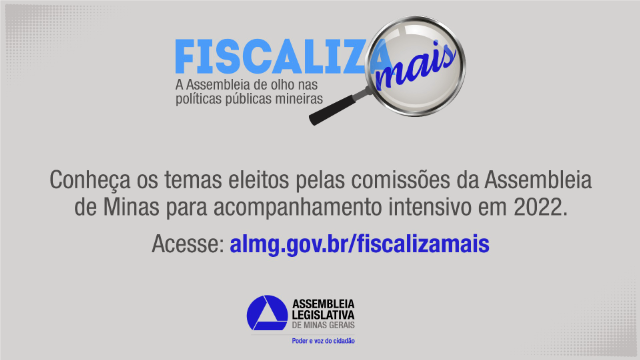 FISCALIZA
mais
A Assembleia de olho nas
políticas públicas mineiras
Conheça os temas eleitos pelas comissões da Assembleia
de Minas para acompanhamento intensivo em 2022.
Acesse: almg.gov.br/fiscalizamais
ASSEMBLEIA
LEGISLATIVA
DE MINAS GERAIS
Poder e voz do cidadão